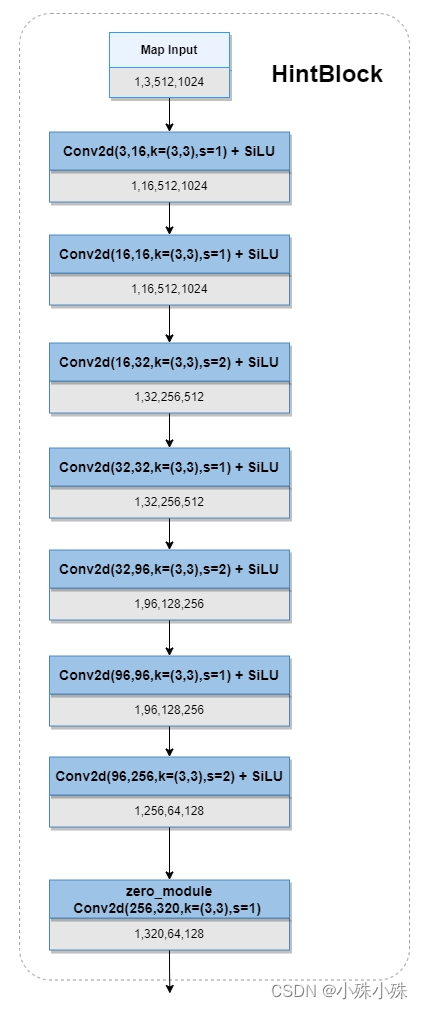 Map Input
HintBlock
1,3,512,1024
Conv2d(3,16,k=(3,3),s=1) + SiLU
1,16,512,1024
Conv2d(16,16,k=(3,3),s=1) + SiLU
1,16,512,1024
Conv2d(16,32,k=(3,3),s=2) + SiLU
1,32,256,512
Conv2d(32,32,k=(3,3),s=1) + SiLU
1,32,256,512
Conv2d(32,96,k=(3,3),s=2) + SiLU
1,96,128,256
Conv2d(96,96,k=(3,3),s=1) + SiLU
1,96,128,256
Conv2d(96,256,k=(3,3),s=2) + SiLU
1,256,64,128
zero_module
Conv2d(256,320,k=(3,3),s=1)
1,320,64,128
CSDN @小殊小殊